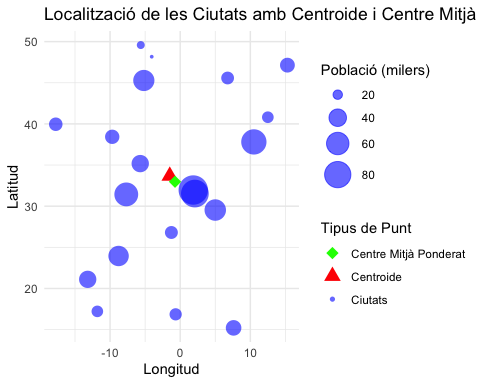 Localització de les Ciutats amb Centroide i Centre Mitjà
50
40
30
20
-10
0
10
Latitud
Longitud
Població (milers)
20
40
60
80
Tipus de Punt
Centre Mitjà Ponderat
Centroide
Ciutats